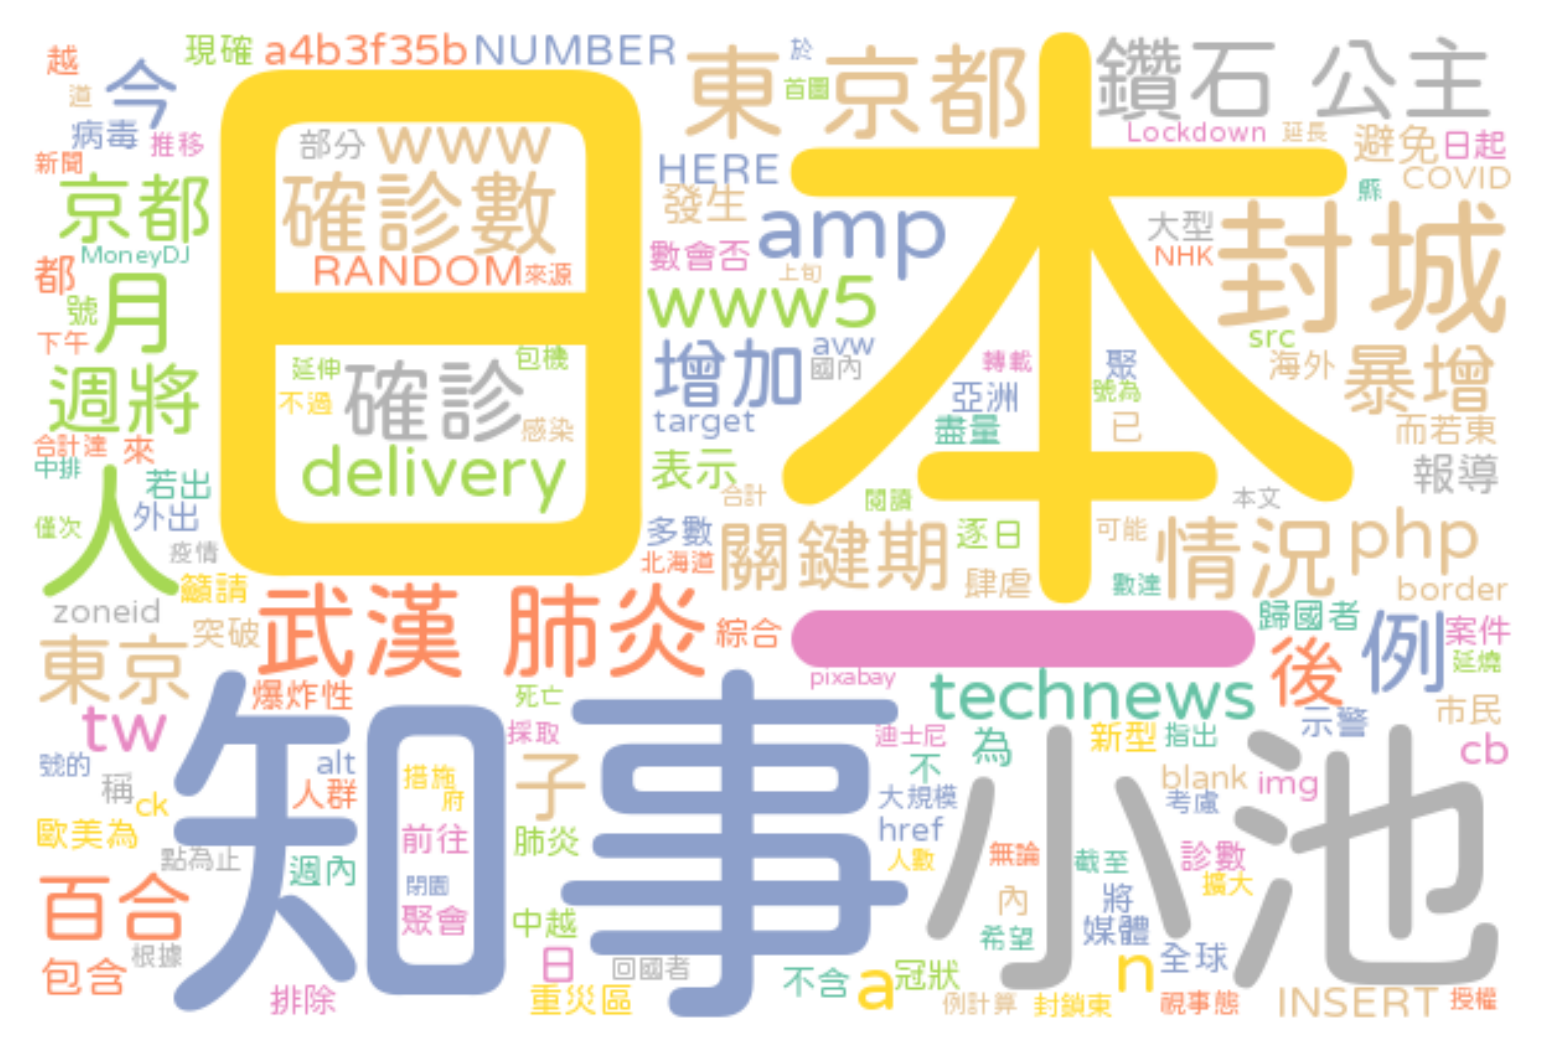 越 現確 a4b3f35b NUMBER 東京都 於 鑽石 公主
道 今 首圖
病毒 推移 部分 www HERE Lockdown 延長 避免 日起
新聞 京都 確診數 發生 縣 COVID
MoneyDJ 數會否 amp 大型 封城
都 RANDOM 來源 上旬 NHK
號 月 日本 www5 src
下午 延伸 包機 增加 avw 國內 轉載 聚 海外 暴增
週將 不過 確診 亞洲 號為
合計達 來 感染 target 盡量 已 而若東
中排 若出 delivery 表示 合計 閱讀 本文 報導
人 外出 多數 關鍵期 逐日 可能 情況 php
僅次 疫情 北海道
籲請 肆虐 數達 border
zoneid 武漢 肺炎 綜合 一 歸國者 例 案件
東京 突破 後 延燒
爆炸性 死亡 pixabay technews 市民
tw 知事 採取 迪士尼 為 新型 指出 示警 cb
號的 alt 措施 子 不 小池 blank img
稱 ck 人群 府 大規模 考慮
歐美為 前往 肺炎 href
點為止 週內 人數 無論 截至 診數
百合 閉園 內 將 擴大
聚會 中越 希望 媒體
根據 日 回國者 全球
包含 不含 a 冠狀 n
排除 重災區 例計算 封鎖東 視事態 INSERT 授權